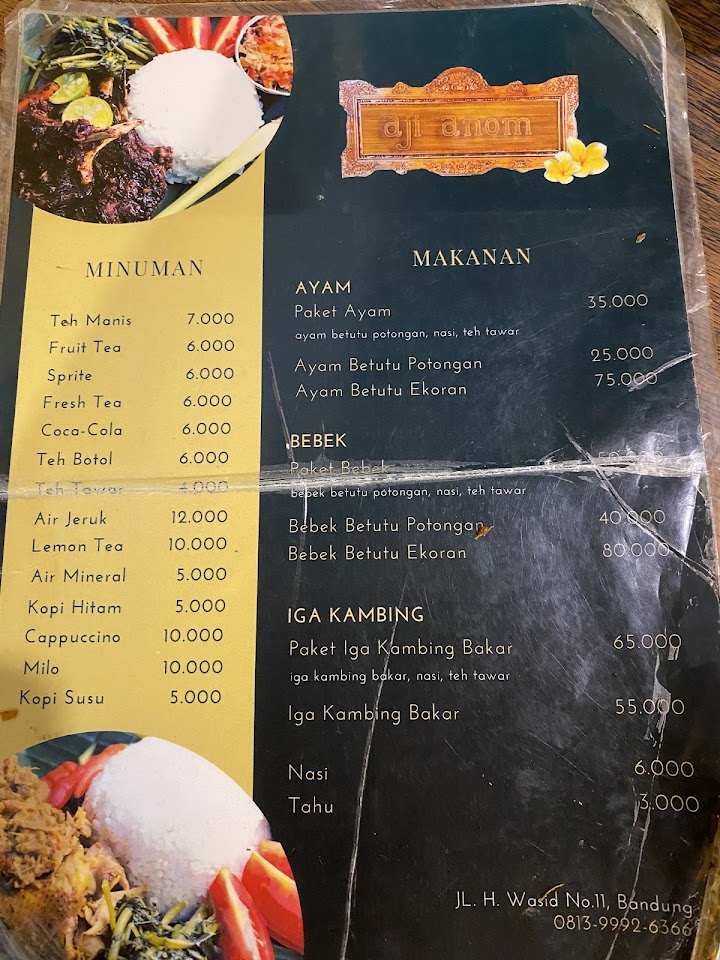 aji anom
MINUMAN
Teh Manis 7.000
Fruit Tea 6.000
Sprite 6.000
Fresh Tea 6.000
Coca-Cola 6.000
Teh Botol 6.000
Teh Tawar 4.000
Air Jeruk 12.000
Lemon Tea 10.000
Air Mineral 5.000
Kopi Hitam 5.000
Cappuccino 10.000
Milo 10.000
Kopi Susu 5.000
MAKANAN
AYAM
Paket Ayam 35.000
ayam betutu potongan, nasi, teh tawar
Ayam Betutu Potongan 25.000
Ayam Betutu Ekoran 75.000
BEBEK
Paket Bebek
bebek betutu potongan, nasi, teh tawar
Bebek Betutu Potongan 40.000
Bebek Betutu Ekoran 80.000
IGA KAMBING
Paket Iga Kambing Bakar 65.000
iga kambing bakar, nasi, teh tawar
Iga Kambing Bakar 55.000
Nasi 6.000
Tahu 3.000
JL. H. Wasid No.11, Bandung
0813-9992-6366